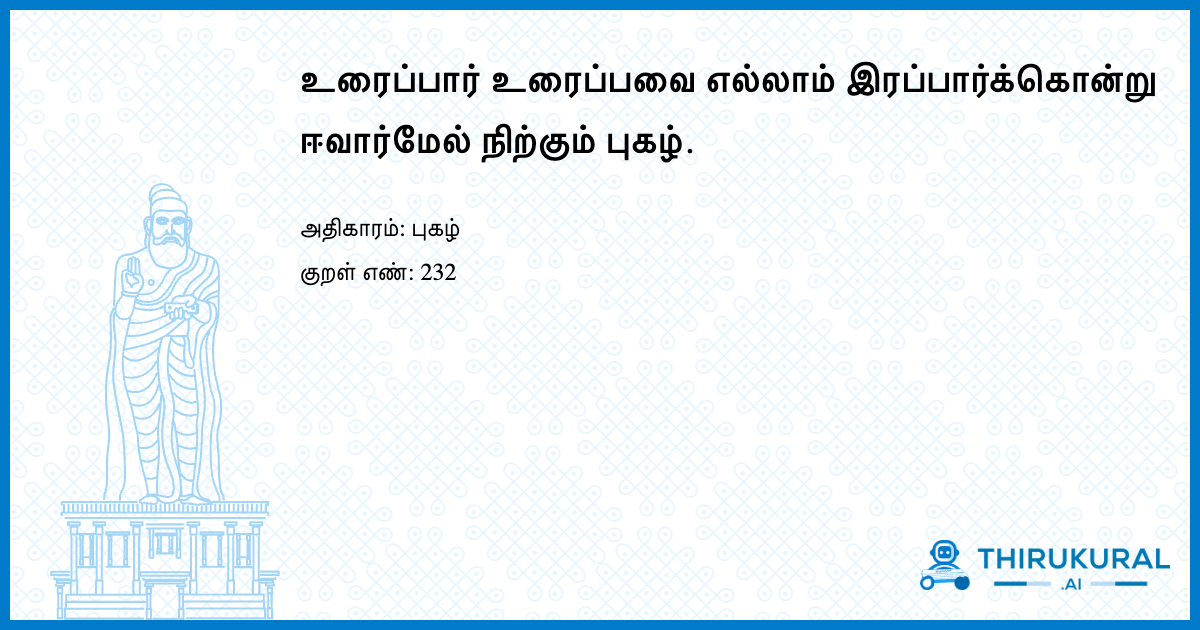 உரைப்பார் உரைப்பவை எல்லாம் இரப்பார்க்கொன்று
ஈவார்மேல் நிற்கும் புகழ்.
அதிகாரம்: புகழ்
குறள் எண்: 232
THIRUKURAL
.AI